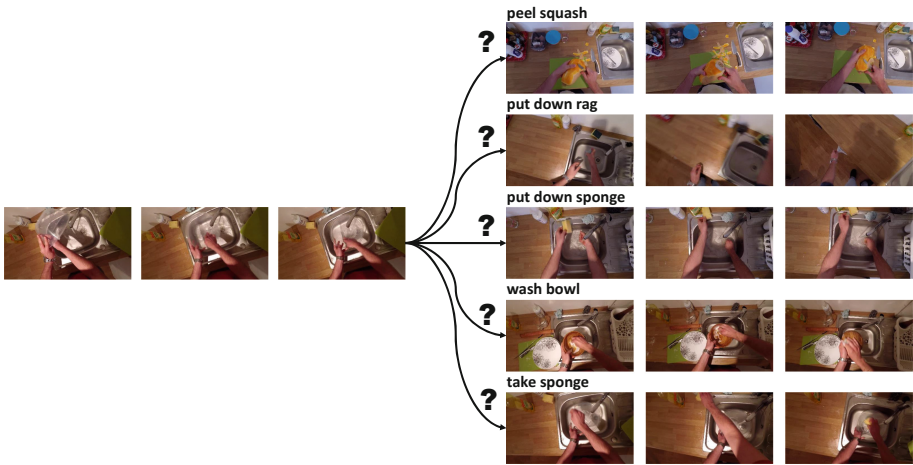 peel squash
?
put down rag
?
put down sponge
?
wash bowl
?
take sponge
?